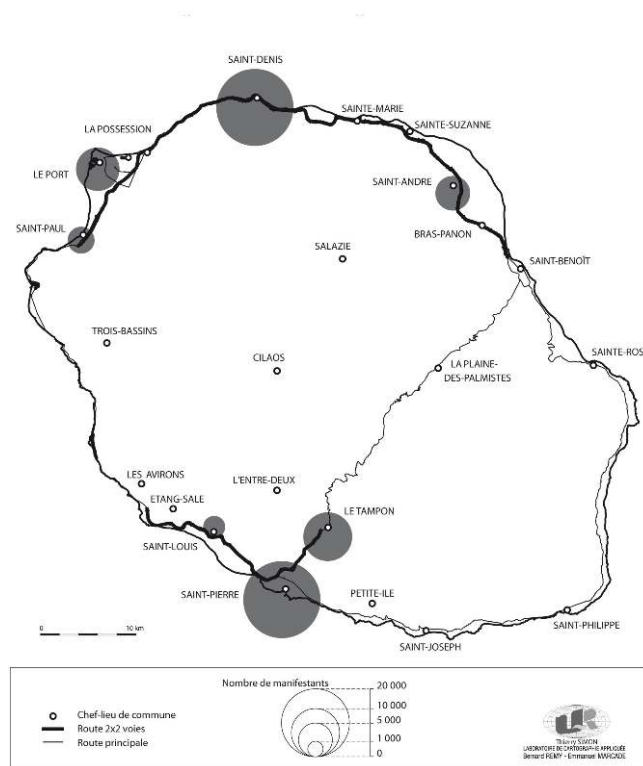 SAINT-DENIS
SAINTE-MARIE
SAINTE-SUZANNE
LA POSSESSION
LE PORT
SAINT-ANDRE
SAINT-PAUL
BRAS-PANON
SALAZIE
SAINT-BENOÎT
TROIS-BASSINS
CILAOS
LA PLAINE-
DES-PALMISTES
SAINTE-ROS
LES AVIRONS
L'ENTRE-DEUX
ETANG-SALE
LE TAMPON
SAINT-LOUIS
SAINT-PIERRE
PETITE-ILE
SAINT-PHILIPPE
SAINT-JOSEPH
0 10 km
Nombre de manifestants
20 000
10 000
5 000
1 000
0
Chef-lieu de commune
Route 2x2 voies
Route principale
Thierry SIMON
LABORATOIRE DE CARTOGRAPHIE APPLIQUÉE
Bernard REMY - Emmanuel MARCADE